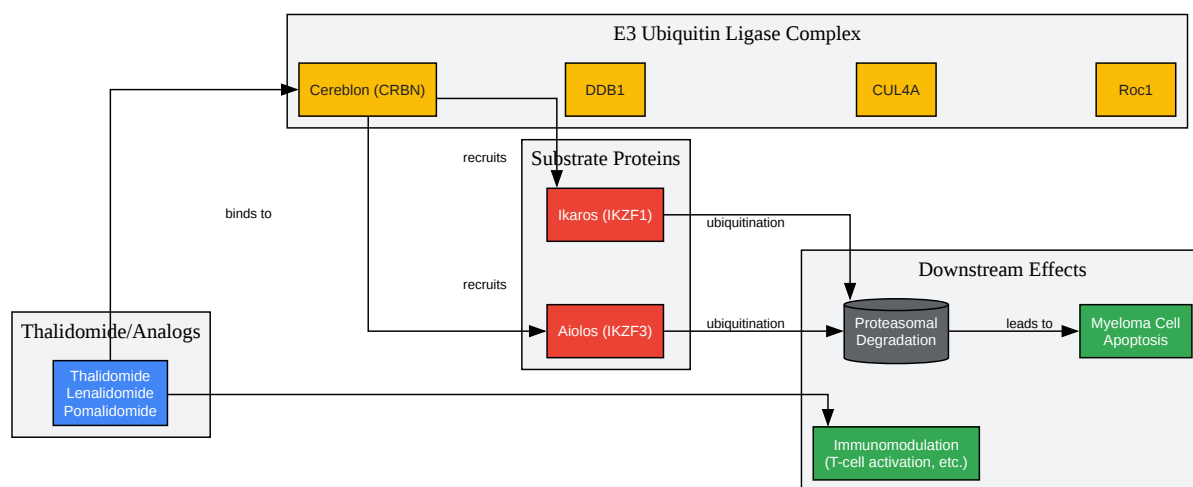 E3 Ubiquitin Ligase Complex
Cereblon (CRBN)
DDB1
CUL4A
Roc1
recruits
Substrate Proteins
binds to
Ikaros (IKZF1)
ubiquitination
Downstream Effects
recruits
Thalidomide/Analogs
Aiolos (IKZF3)
ubiquitination
Proteasomal
Degradation
leads to
Myeloma Cell
Apoptosis
Thalidomide
Lenalidomide
Pomalidomide
Immunomodulation
(T-cell activation, etc.)